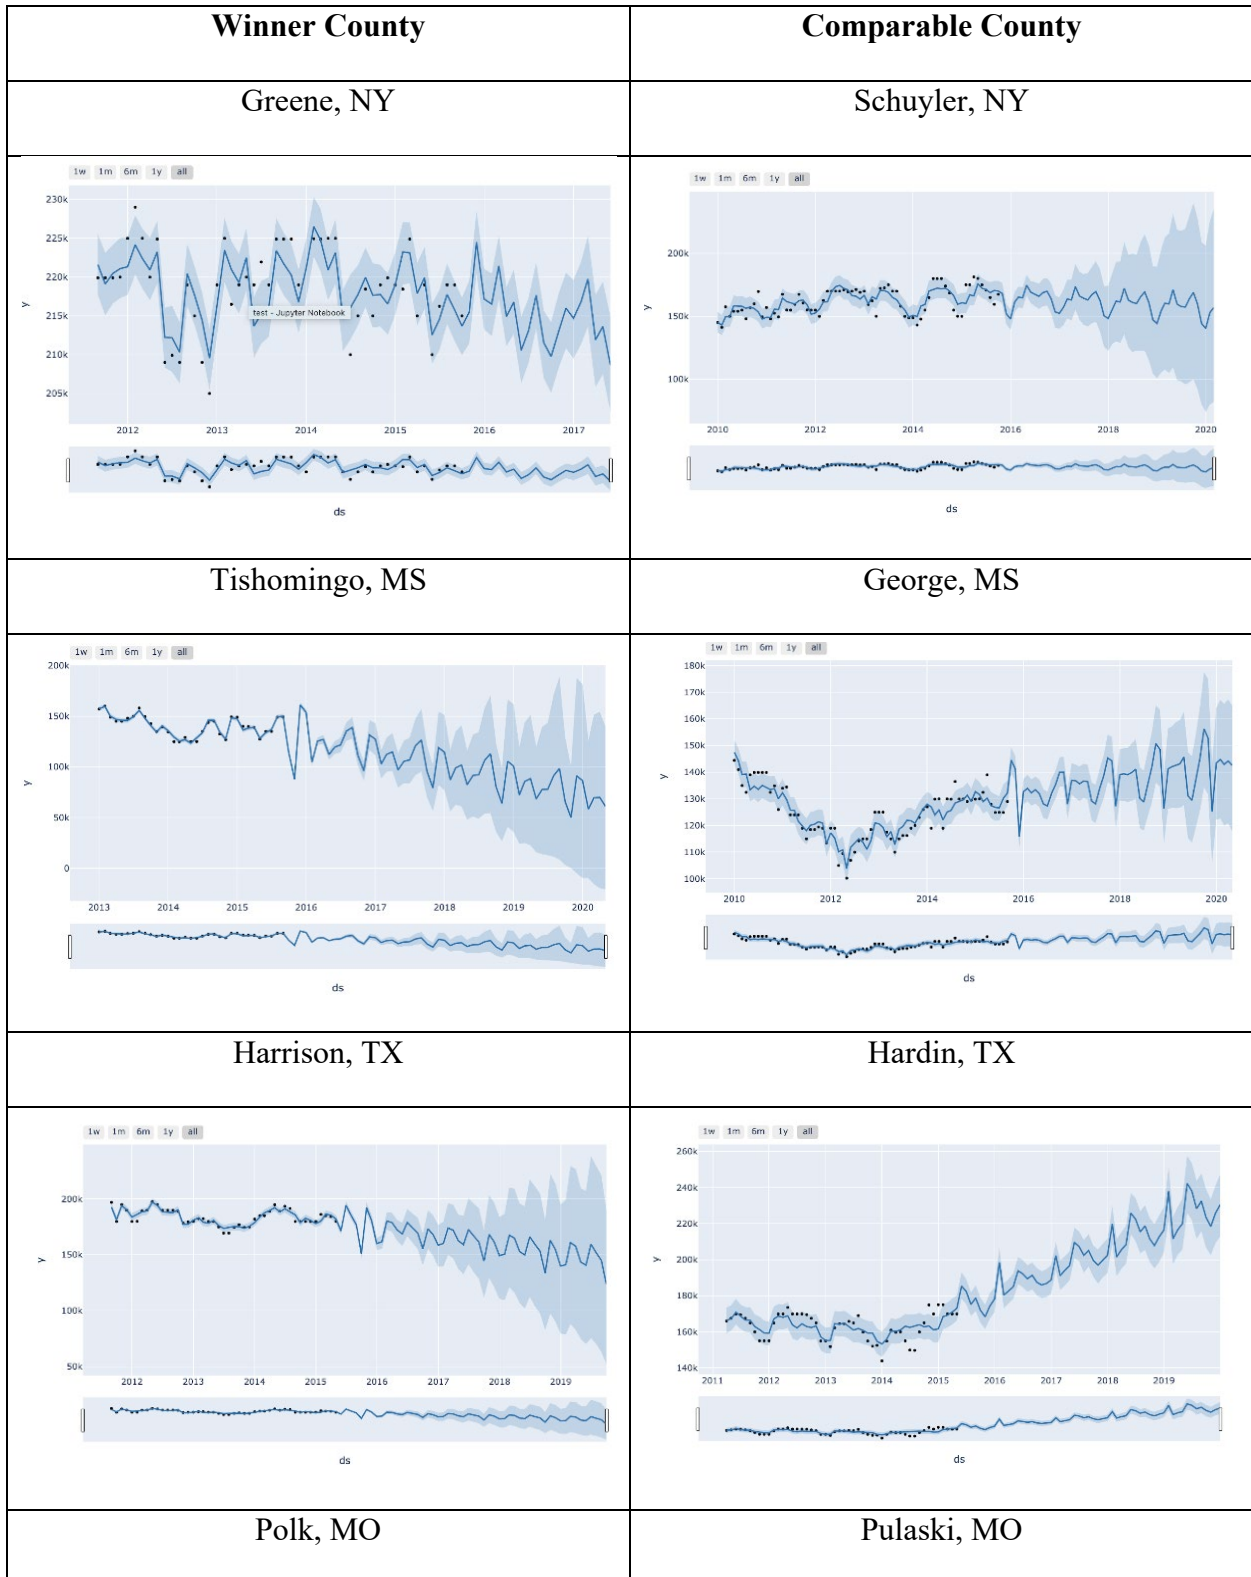 Winner County
Comparable County
Greene, NY
Schuyler, NY
1w 1m 6m 1y all
230k
225k
220k
215k
210k
205k
y
test - Jupyter Notebook
2012 2013 2014 2015 2016 2017
ds
1w 1m 6m 1y all
200k
150k
100k
y
2010 2012 2014 2016 2018 2020
ds
Tishomingo, MS
George, MS
1w 1m 6m 1y all
200k
150k
100k
50k
0
y
2013 2014 2015 2016 2017 2018 2019 2020
ds
1w 1m 6m 1y all
180k
170k
160k
150k
140k
130k
120k
110k
100k
y
2010 2012 2014 2016 2018 2020
ds
Harrison, TX
Hardin, TX
1w 1m 6m 1y all
200k
150k
100k
50k
y
2012 2013 2014 2015 2016 2017 2018 2019
ds
1w 1m 6m 1y all
260k
240k
220k
200k
180k
160k
140k
y
2011 2012 2013 2014 2015 2016 2017 2018 2019
ds
Polk, MO
Pulaski, MO